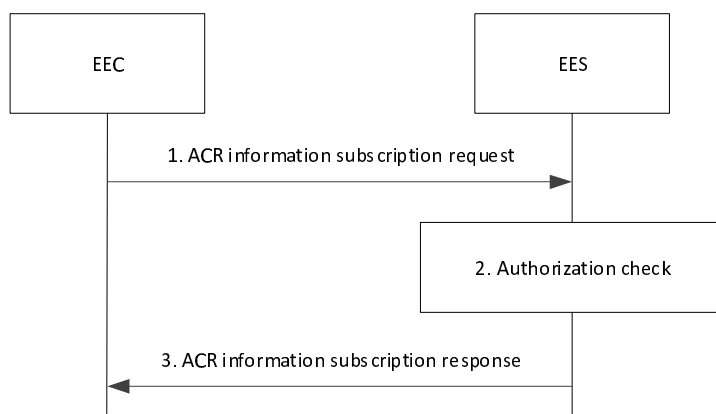 EEC
EES
1. ACR information subscription request
2. Authorization check
3. ACR information subscription response